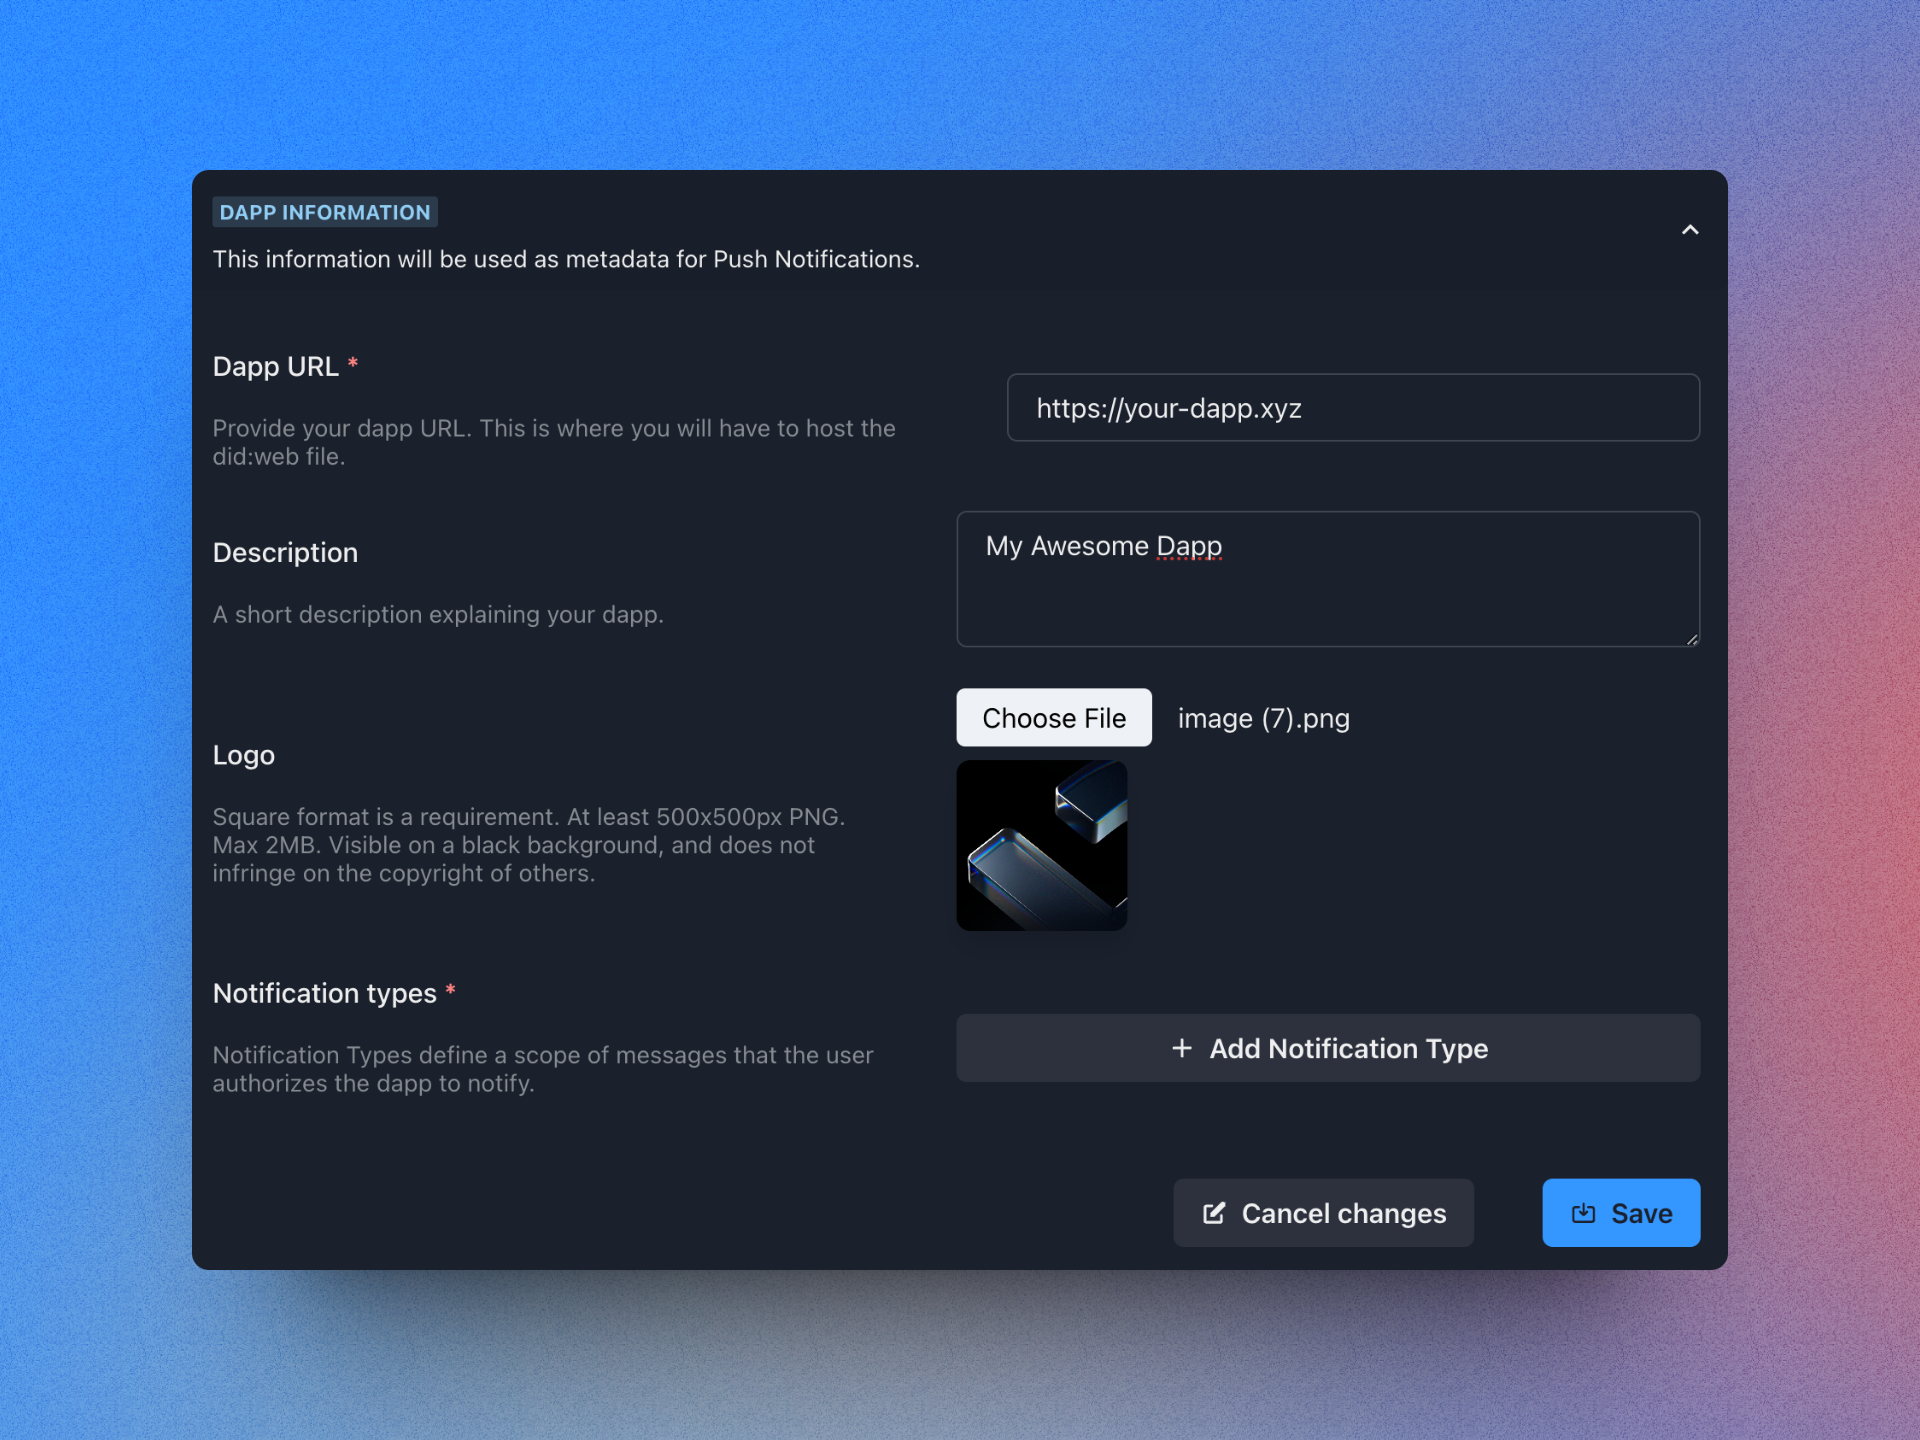 DAPP INFORMATION
This information will be used as metadata for Push Notifications.
Dapp URL *
Provide your dapp URL. This is where you will have to host the
did:web file.
https://your-dapp.xyz
Description
A short description explaining your dapp.
My Awesome Dapp
Logo
Square format is a requirement. At least 500x500px PNG.
Max 2MB. Visible on a black background, and does not
infringe on the copyright of others.
Choose File image (7).png
Notification types *
Notification Types define a scope of messages that the user
authorizes the dapp to notify.
+ Add Notification Type
Cancel changes
Save